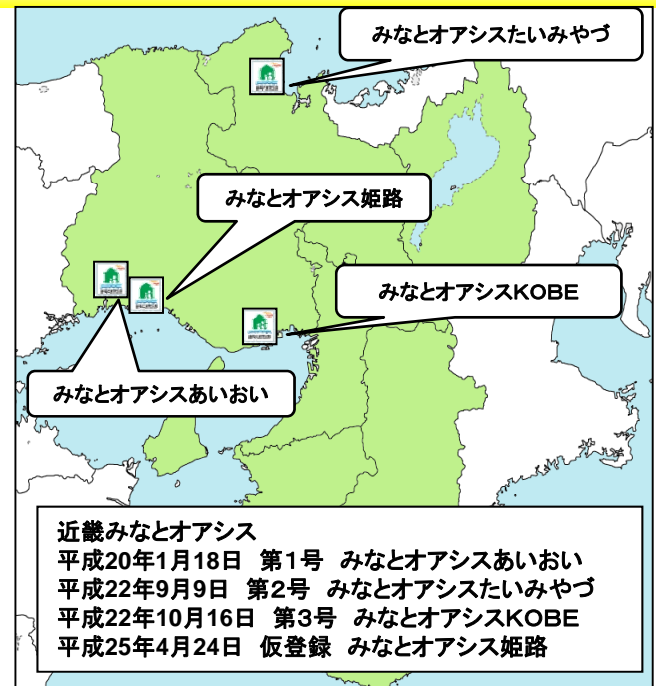 みなとオアシスたいみやづ
みなとオアシス姫路
みなとオアシスKOBE
みなとオアシスあいおい
近畿みなとオアシス
平成20年1月18日 第1号 みなとオアシスあいおい
平成22年9月9日 第2号 みなとオアシスたいみやづ
平成22年10月16日 第3号 みなとオアシスKOBE
平成25年4月24日 仮登録 みなとオアシス姫路